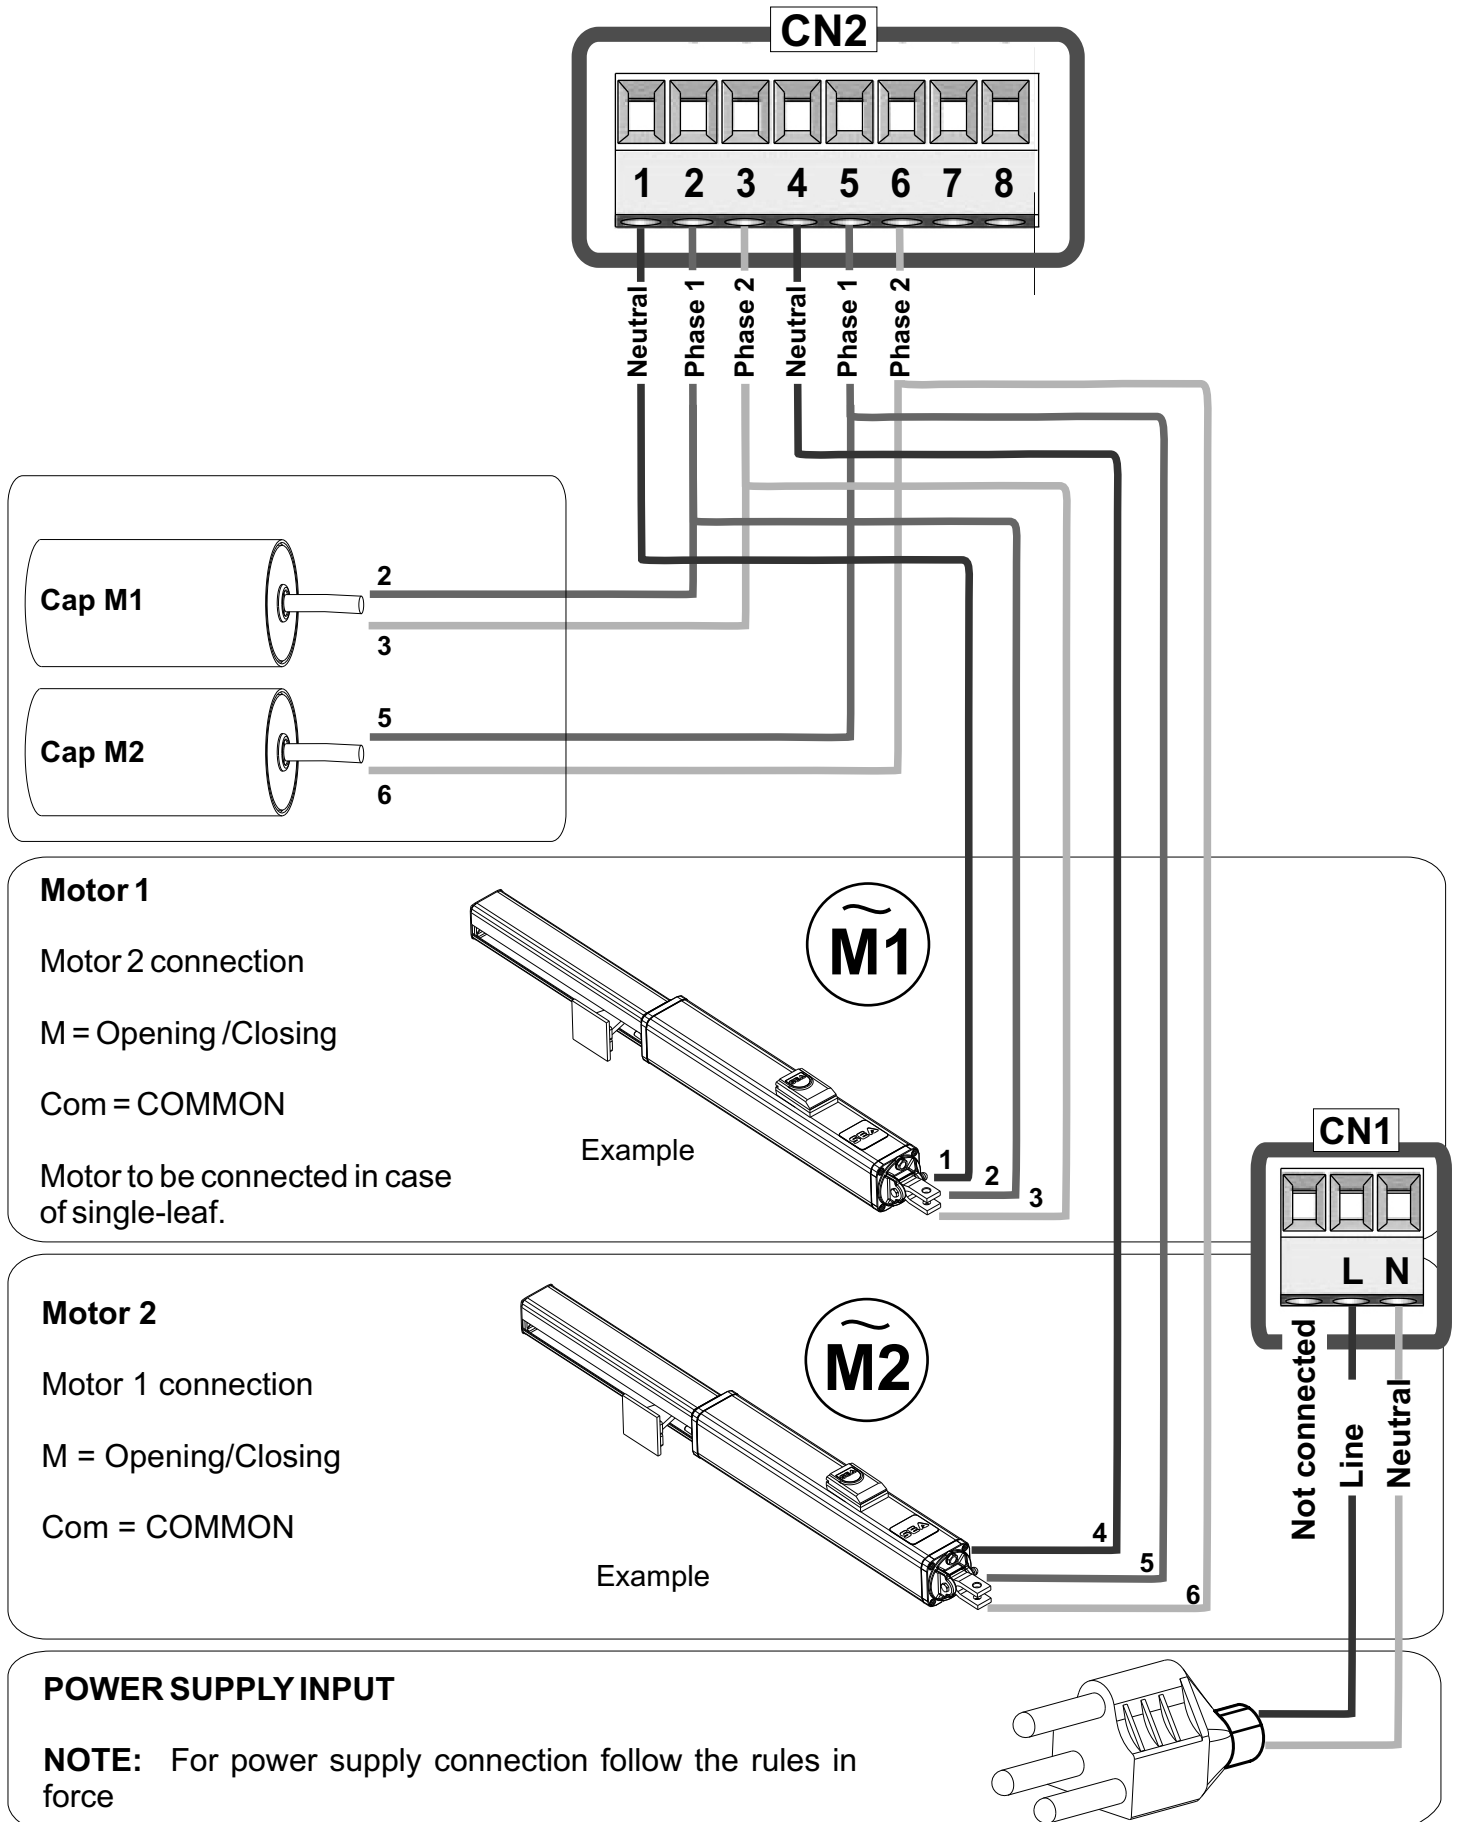 CN2
1 2 3 4 5 6 7 8
Neutral
Phase 1
Phase 2
Neutral
Phase 1
Phase 2
Cap M1
2
3
Cap M2
5
6
Motor 1
Motor 2 connection
M = Opening /Closing
Com = COMMON
Motor to be connected in case
of single-leaf.
Example
M1
SEA
1
2
3
CN1
L N
Not connected
Line
Neutral
Motor 2
Motor 1 connection
M = Opening/Closing
Com = COMMON
Example
M2
SEA
4
5
6
POWER SUPPLY INPUT
NOTE: For power supply connection follow the rules in
force